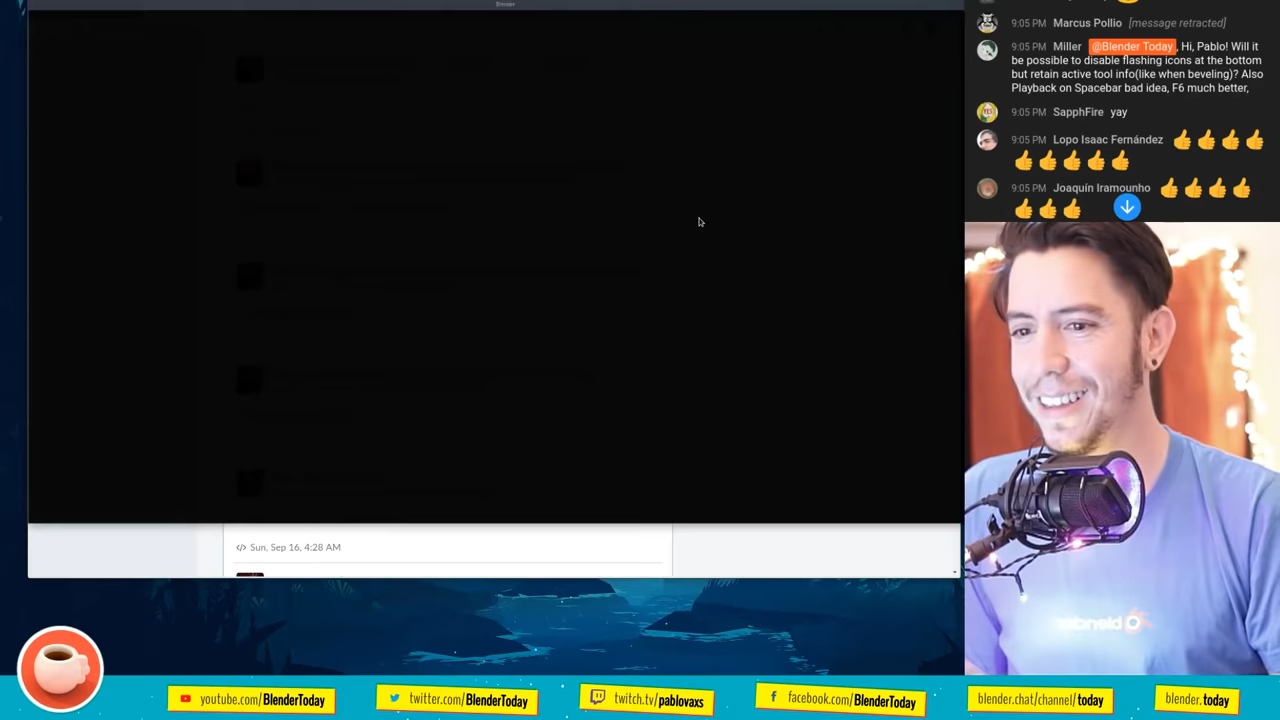 Blender
9:05 PM Marcus Pollio [message retracted]
9:05 PM Miller @Blender Today, Hi, Pablo! Will it
be possible to disable flashing icons at the bottom
but retain active tool info(like when beveling)? Also
Playback on Spacebar bad idea, F6 much better,
9:05 PM SapphFire yay
9:05 PM Lopo Isaac Fernández
9:05 PM Joaquín Iramounho
Sun, Sep 16, 4:28 AM
blender
youtube.com/BlenderToday
twitter.com/BlenderToday
twitch.tv/pablovaxs
facebook.com/BlenderToday
blender.chat/channel/today
blender.today